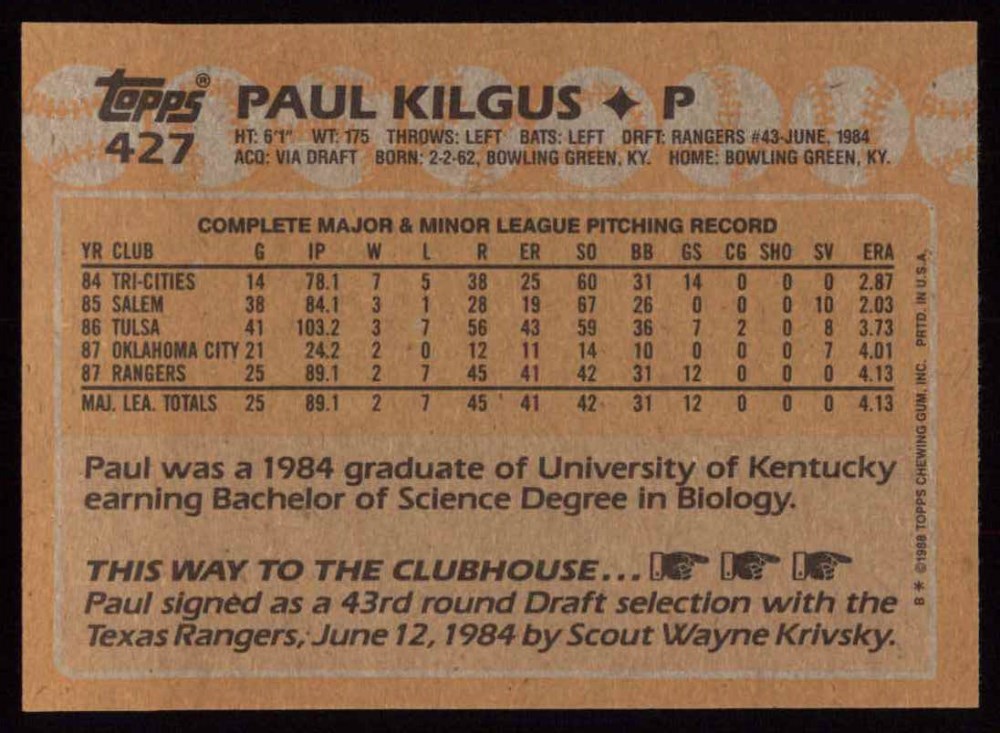 Topps®
427
PAUL KILGUS ✦ P
HT: 6'1" WT: 175 THROWS: LEFT BATS: LEFT DRFT: RANGERS #43-JUNE, 1984
ACQ: VIA DRAFT BORN: 2-2-62, BOWLING GREEN, KY. HOME: BOWLING GREEN, KY.
COMPLETE MAJOR & MINOR LEAGUE PITCHING RECORD
YR CLUB G IP W L R ER SO BB GS CG SHO SV ERA
84 TRI-CITIES 14 78.1 7 5 38 25 60 31 14 0 0 0 2.87
85 SALEM 38 84.1 3 1 28 19 67 26 0 0 0 10 2.03
86 TULSA 41 103.2 3 7 56 43 59 36 7 2 0 8 3.73
87 OKLAHOMA CITY 21 24.2 2 0 12 11 14 10 0 0 0 7 4.01
87 RANGERS 25 89.1 2 7 45 41 42 31 12 0 0 0 4.13
MAJ. LEA. TOTALS 25 89.1 2 7 45 41 42 31 12 0 0 0 4.13
Paul was a 1984 graduate of University of Kentucky
earning Bachelor of Science Degree in Biology.
THIS WAY TO THE CLUBHOUSE...
Paul signed as a 43rd round Draft selection with the
Texas Rangers, June 12, 1984 by Scout Wayne Krivsky.
B* ©1988 TOPPS CHEWING GUM, INC. PRTD. IN U.S.A.